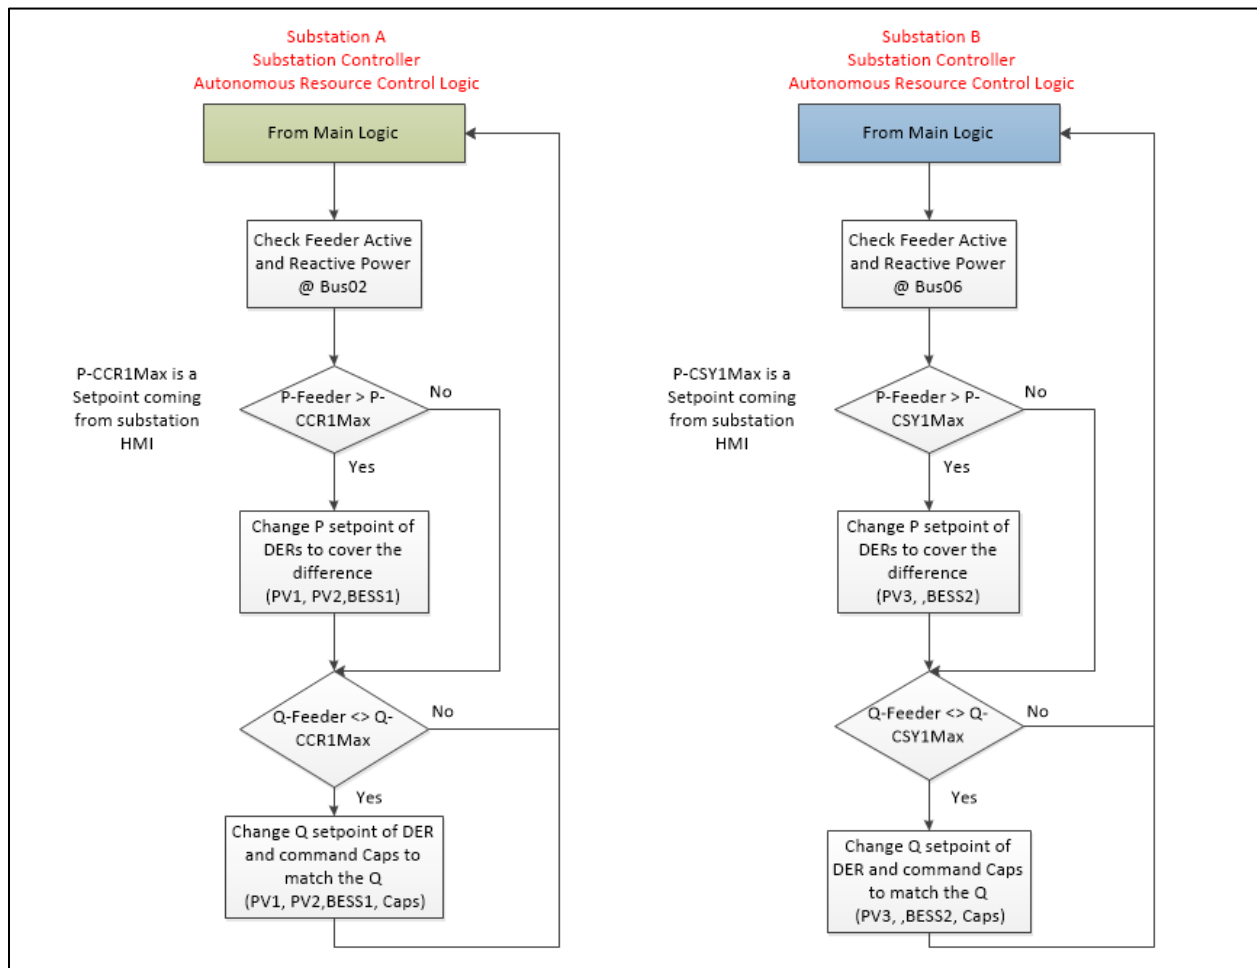 Substation A
Substation Controller
Autonomous Resource Control Logic
From Main Logic
Check Feeder Active
and Reactive Power
@ Bus02
P-CCR1Max is a
Setpoint coming
from substation
HMI
P-Feeder > P-
CCR1Max
No
Yes
Change P setpoint of
DERs to cover the
difference
(PV1, PV2,BESS1)
Q-Feeder <> Q-
CCR1Max
No
Yes
Change Q setpoint of DER
and command Caps to
match the Q
(PV1, PV2,BESS1, Caps)
Substation B
Substation Controller
Autonomous Resource Control Logic
From Main Logic
Check Feeder Active
and Reactive Power
@ Bus06
P-CSY1Max is a
Setpoint coming
from substation
HMI
P-Feeder > P-
CSY1Max
No
Yes
Change P setpoint of
DERs to cover the
difference
(PV3, ,BESS2)
Q-Feeder <> Q-
CSY1Max
No
Yes
Change Q setpoint of
DER and command Caps
to match the Q
(PV3, ,BESS2, Caps)